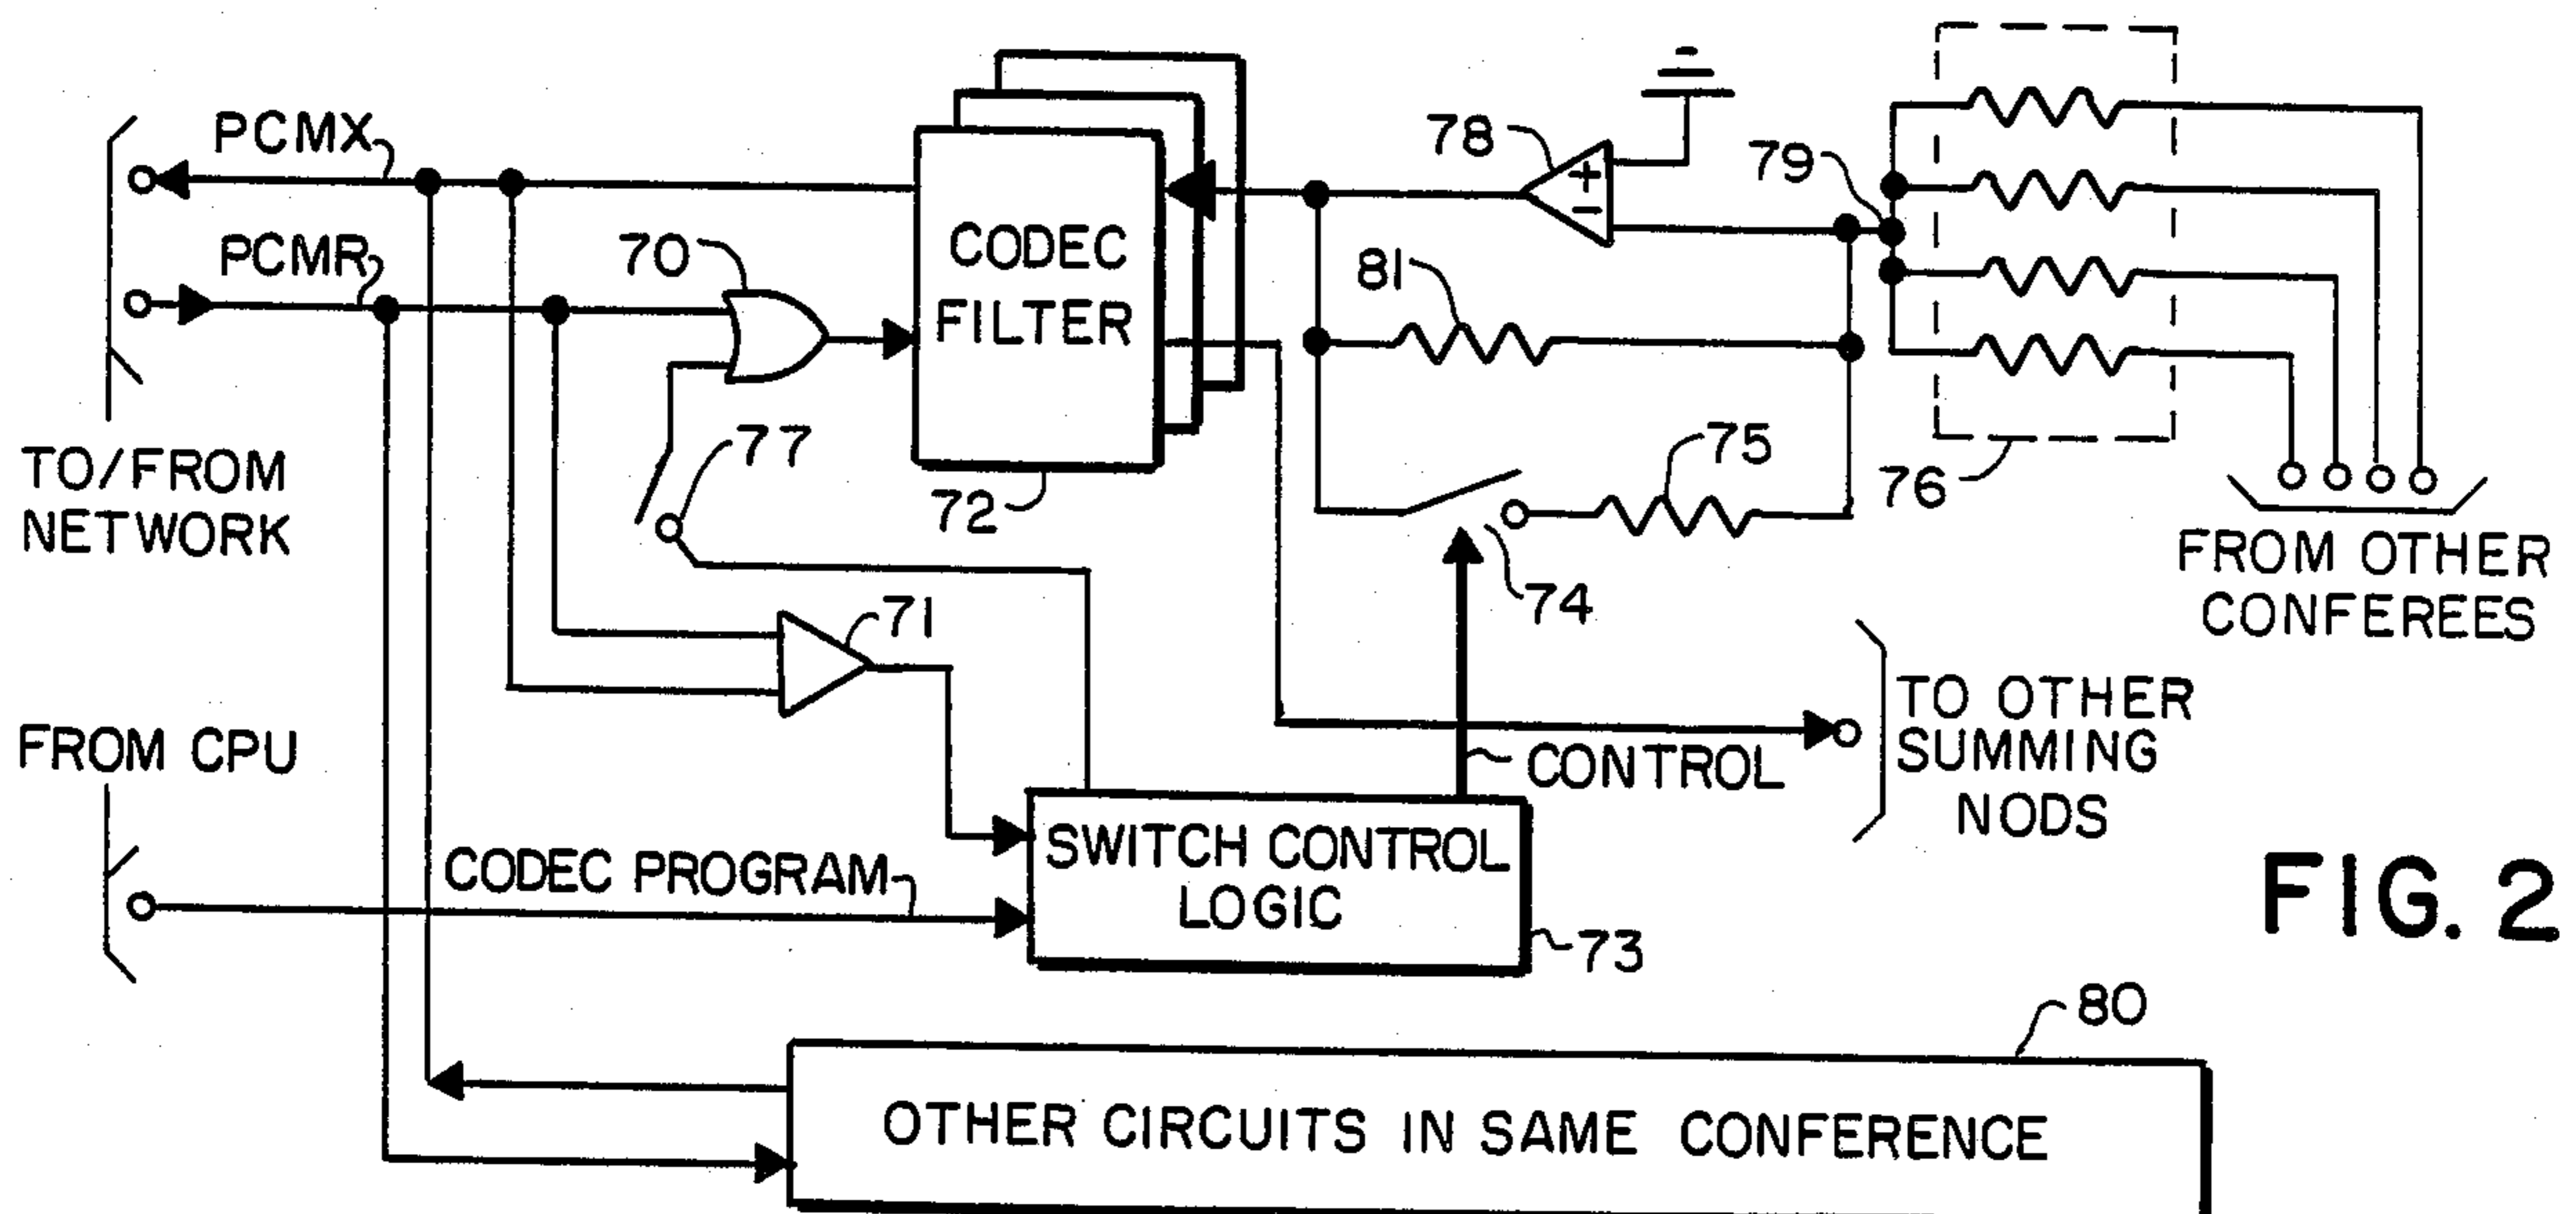 PCMX
PCMR
70
CODEC
FILTER
72
78
+
−
79
81
75
76
77
74
TO/FROM
NETWORK
FROM OTHER
CONFEREES
71
TO OTHER
SUMMING
NODS
CONTROL
FROM CPU
CODEC PROGRAM
SWITCH CONTROL
LOGIC
73
FIG. 2
80
OTHER CIRCUITS IN SAME CONFERENCE